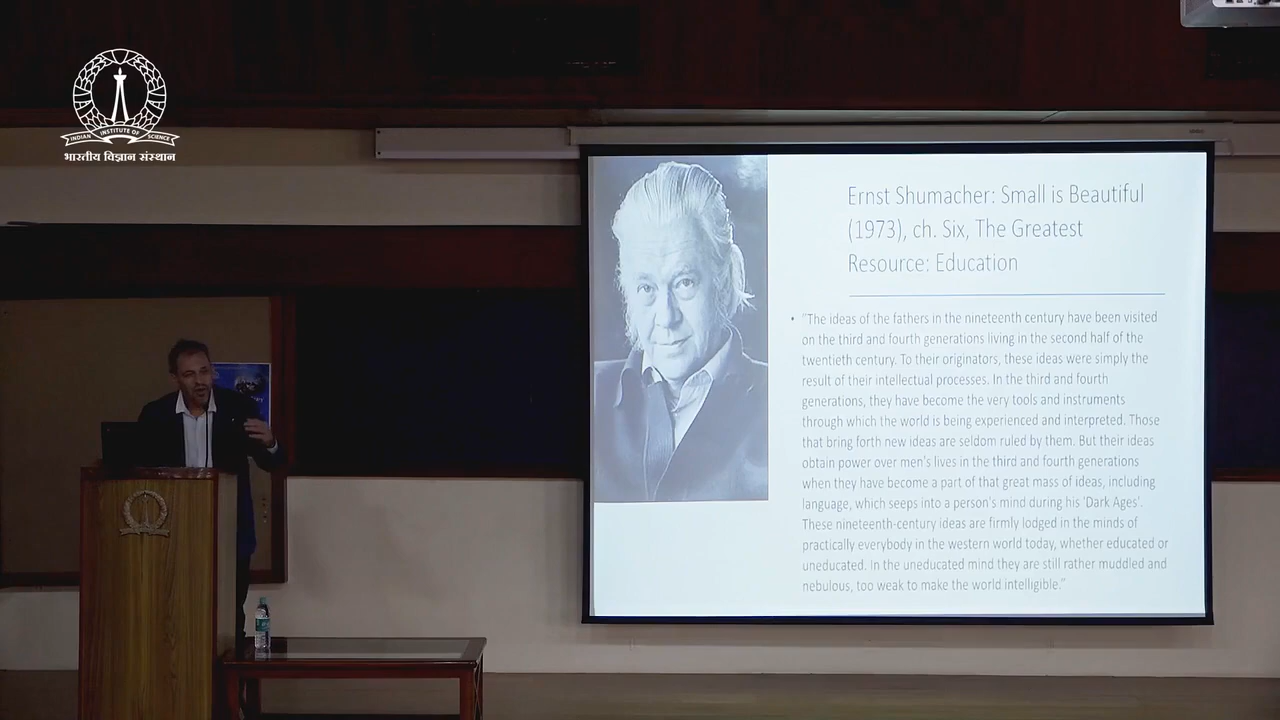 INDIAN INSTITUTE OF SCIENCE
भारतीय विज्ञान संस्थान
Ernst Shumacher: Small is Beautiful
(1973), ch. Six, The Greatest
Resource: Education
• "The ideas of the fathers in the nineteenth century have been visited
on the third and fourth generations living in the second half of the
twentieth century. To their originators, these ideas were simply the
result of their intellectual processes. In the third and fourth
generations, they have become the very tools and instruments
through which the world is being experienced and interpreted. Those
that bring forth new ideas are seldom ruled by them. But their ideas
obtain power over men's lives in the third and fourth generations
when they have become a part of that great mass of ideas, including
language, which seeps into a person's mind during his 'Dark Ages'.
These nineteenth-century ideas are firmly lodged in the minds of
practically everybody in the western world today, whether educated or
uneducated. In the uneducated mind they are still rather muddled and
nebulous, too weak to make the world intelligible."